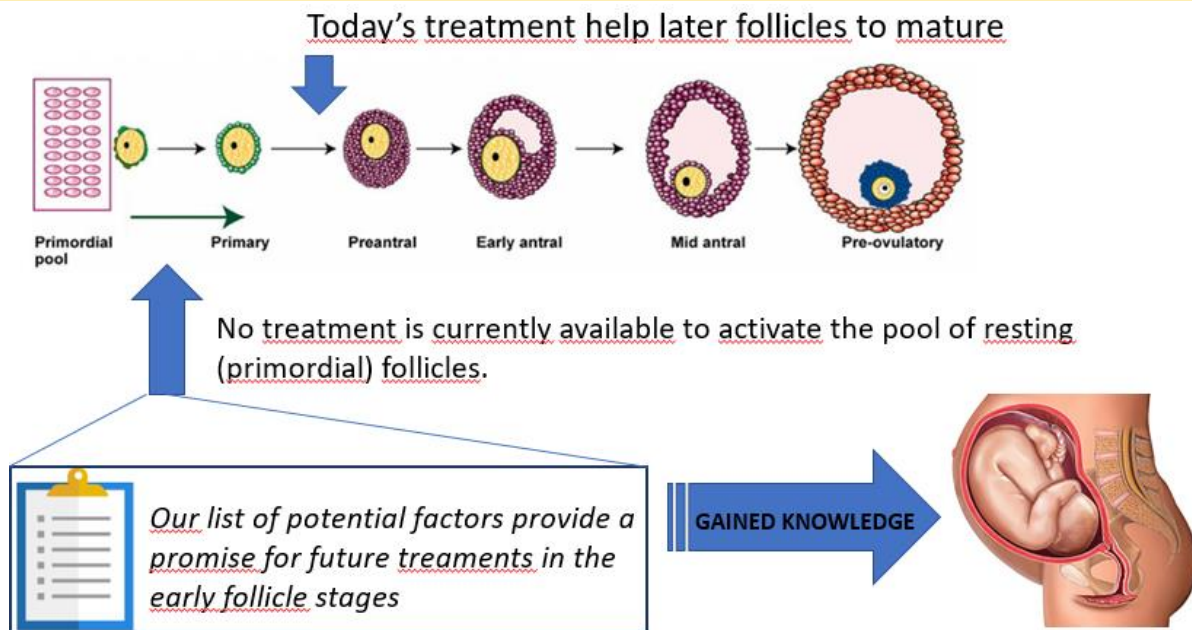 Today's treatment help later follicles to mature
Primordial
pool
Primary
Preantral
Early antral
Mid antral
Pre-ovulatory
No treatment is currently available to activate the pool of resting
(primordial) follicles.
Our list of potential factors provide a
promise for future treaments in the
early follicle stages
GAINED KNOWLEDGE